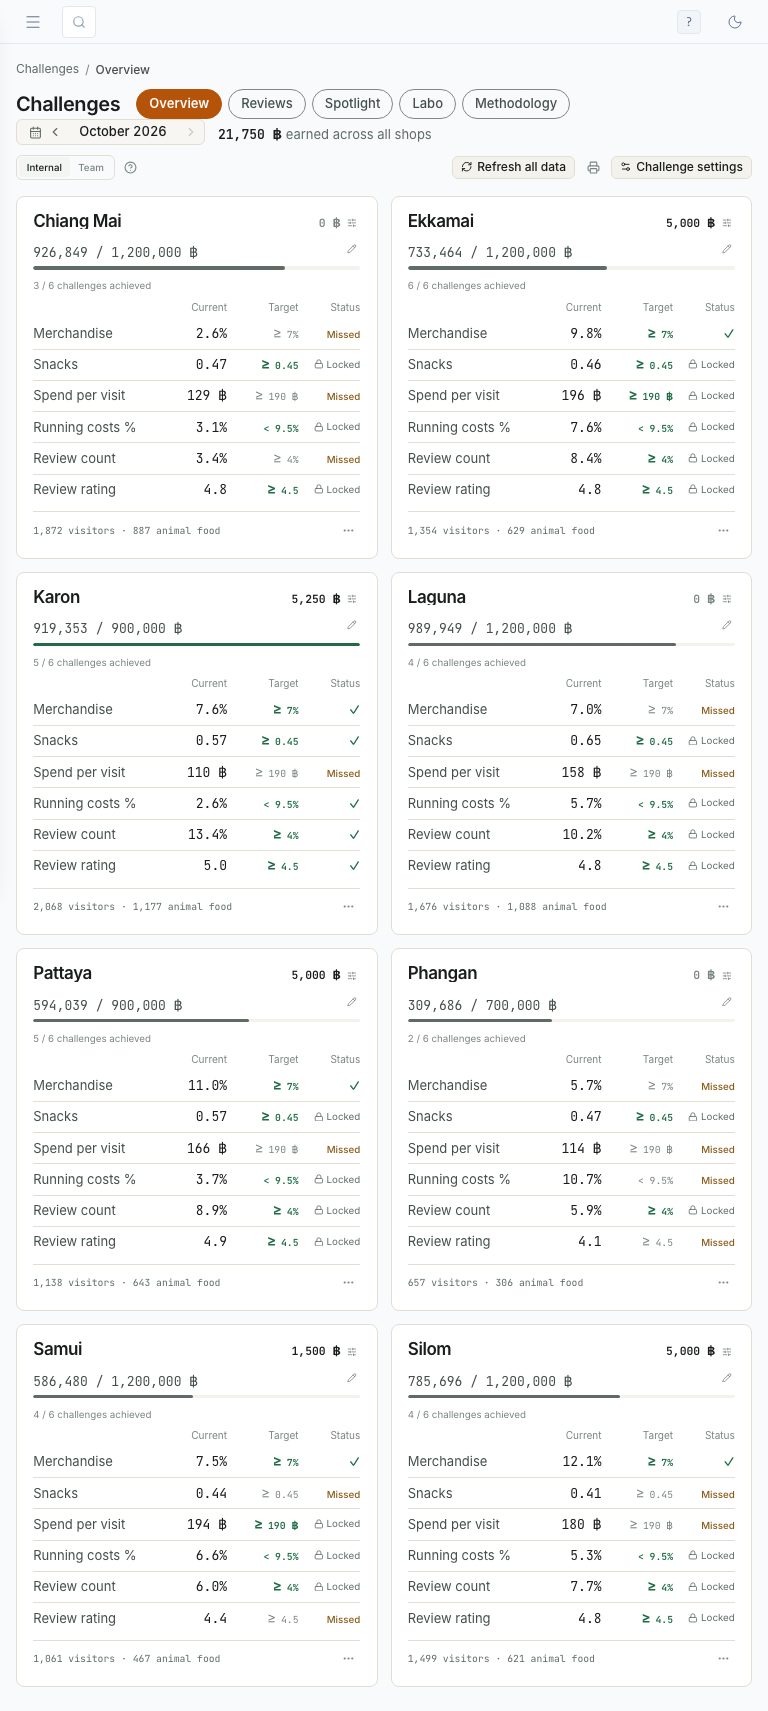 ?
Challenges / Overview
Challenges Overview Reviews Spotlight Labo Methodology
October 2026 21,750 ฿ earned across all shops
Internal Team Refresh all data Challenge settings
Chiang Mai 0 ฿
926,849 / 1,200,000 ฿
3 / 6 challenges achieved
Current Target Status
Merchandise 2.6% ≥ 7% Missed
Snacks 0.47 ≥ 0.45 Locked
Spend per visit 129 ฿ ≥ 190 ฿ Missed
Running costs % 3.1% < 9.5% Locked
Review count 3.4% ≥ 4% Missed
Review rating 4.8 ≥ 4.5 Locked
1,872 visitors · 887 animal food
Ekkamai 5,000 ฿
733,464 / 1,200,000 ฿
6 / 6 challenges achieved
Current Target Status
Merchandise 9.8% ≥ 7% ✓
Snacks 0.46 ≥ 0.45 Locked
Spend per visit 196 ฿ ≥ 190 ฿ Locked
Running costs % 7.6% < 9.5% Locked
Review count 8.4% ≥ 4% Locked
Review rating 4.8 ≥ 4.5 Locked
1,354 visitors · 629 animal food
Karon 5,250 ฿
919,353 / 900,000 ฿
5 / 6 challenges achieved
Current Target Status
Merchandise 7.6% ≥ 7% ✓
Snacks 0.57 ≥ 0.45 ✓
Spend per visit 110 ฿ ≥ 190 ฿ Missed
Running costs % 2.6% < 9.5% ✓
Review count 13.4% ≥ 4% ✓
Review rating 5.0 ≥ 4.5 ✓
2,068 visitors · 1,177 animal food
Laguna 0 ฿
989,949 / 1,200,000 ฿
4 / 6 challenges achieved
Current Target Status
Merchandise 7.0% ≥ 7% Missed
Snacks 0.65 ≥ 0.45 Locked
Spend per visit 158 ฿ ≥ 190 ฿ Missed
Running costs % 5.7% < 9.5% Locked
Review count 10.2% ≥ 4% Locked
Review rating 4.8 ≥ 4.5 Locked
1,676 visitors · 1,088 animal food
Pattaya 5,000 ฿
594,039 / 900,000 ฿
5 / 6 challenges achieved
Current Target Status
Merchandise 11.0% ≥ 7% ✓
Snacks 0.57 ≥ 0.45 Locked
Spend per visit 166 ฿ ≥ 190 ฿ Missed
Running costs % 3.7% < 9.5% Locked
Review count 8.9% ≥ 4% Locked
Review rating 4.9 ≥ 4.5 Locked
1,138 visitors · 643 animal food
Phangan 0 ฿
309,686 / 700,000 ฿
2 / 6 challenges achieved
Current Target Status
Merchandise 5.7% ≥ 7% Missed
Snacks 0.47 ≥ 0.45 Locked
Spend per visit 114 ฿ ≥ 190 ฿ Missed
Running costs % 10.7% < 9.5% Missed
Review count 5.9% ≥ 4% Locked
Review rating 4.1 ≥ 4.5 Missed
657 visitors · 306 animal food
Samui 1,500 ฿
586,480 / 1,200,000 ฿
4 / 6 challenges achieved
Current Target Status
Merchandise 7.5% ≥ 7% ✓
Snacks 0.44 ≥ 0.45 Missed
Spend per visit 194 ฿ ≥ 190 ฿ Locked
Running costs % 6.6% < 9.5% Locked
Review count 6.0% ≥ 4% Locked
Review rating 4.4 ≥ 4.5 Missed
1,061 visitors · 467 animal food
Silom 5,000 ฿
785,696 / 1,200,000 ฿
4 / 6 challenges achieved
Current Target Status
Merchandise 12.1% ≥ 7% ✓
Snacks 0.41 ≥ 0.45 Missed
Spend per visit 180 ฿ ≥ 190 ฿ Missed
Running costs % 5.3% < 9.5% Locked
Review count 7.7% ≥ 4% Locked
Review rating 4.8 ≥ 4.5 Locked
1,499 visitors · 621 animal food